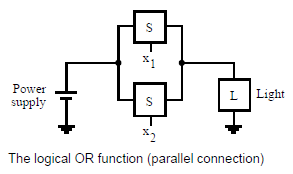 S
x1
Power
supply
S
L
Light
x2
The logical OR function (parallel connection)